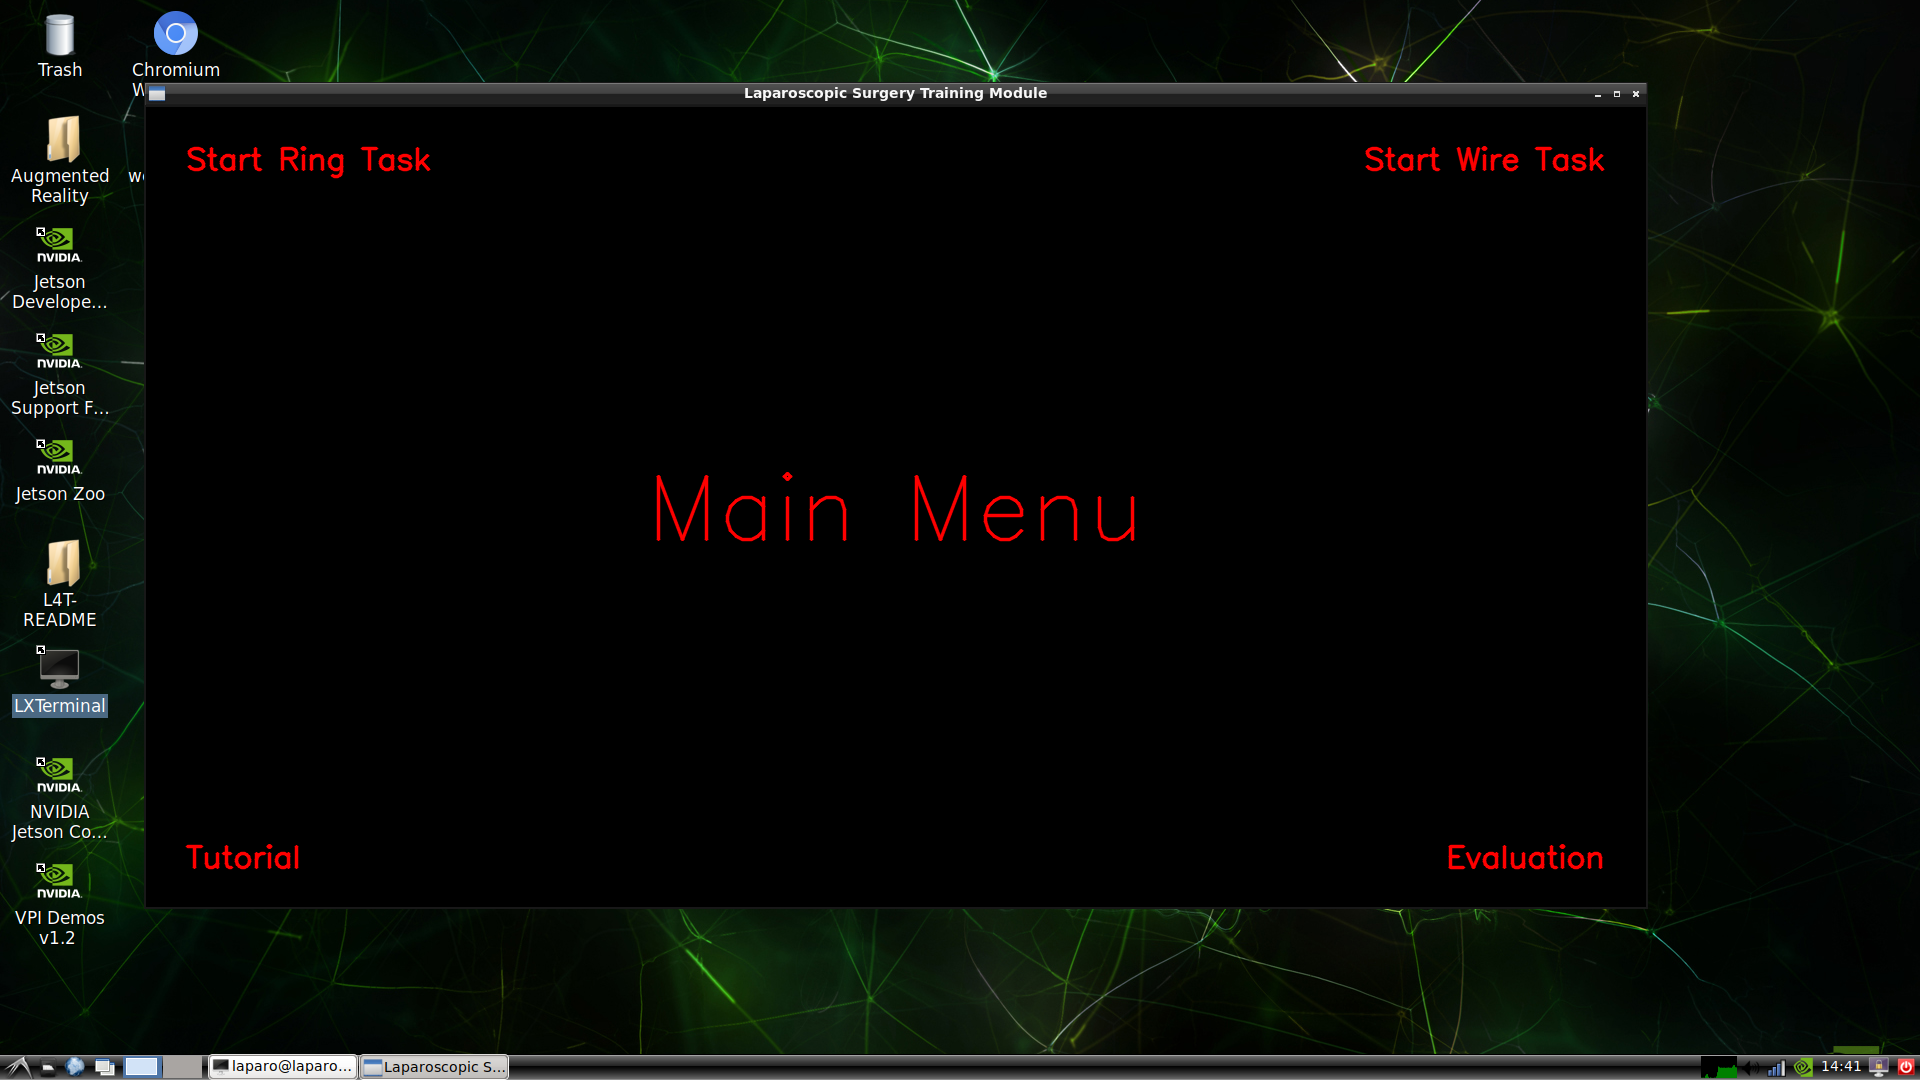 Trash
Chromium
W
Laparoscopic Surgery Training Module
Start Ring Task
Start Wire Task
Augmented
Reality
NVIDIA.
Jetson
Develope...
NVIDIA.
Jetson
Support F...
NVIDIA.
Jetson Zoo
Main Menu
L4T-
README
LXTerminal
NVIDIA.
NVIDIA
Jetson Co...
Tutorial
Evaluation
NVIDIA.
VPI Demos
v1.2
laparo@laparo...
Laparoscopic S...
14:41